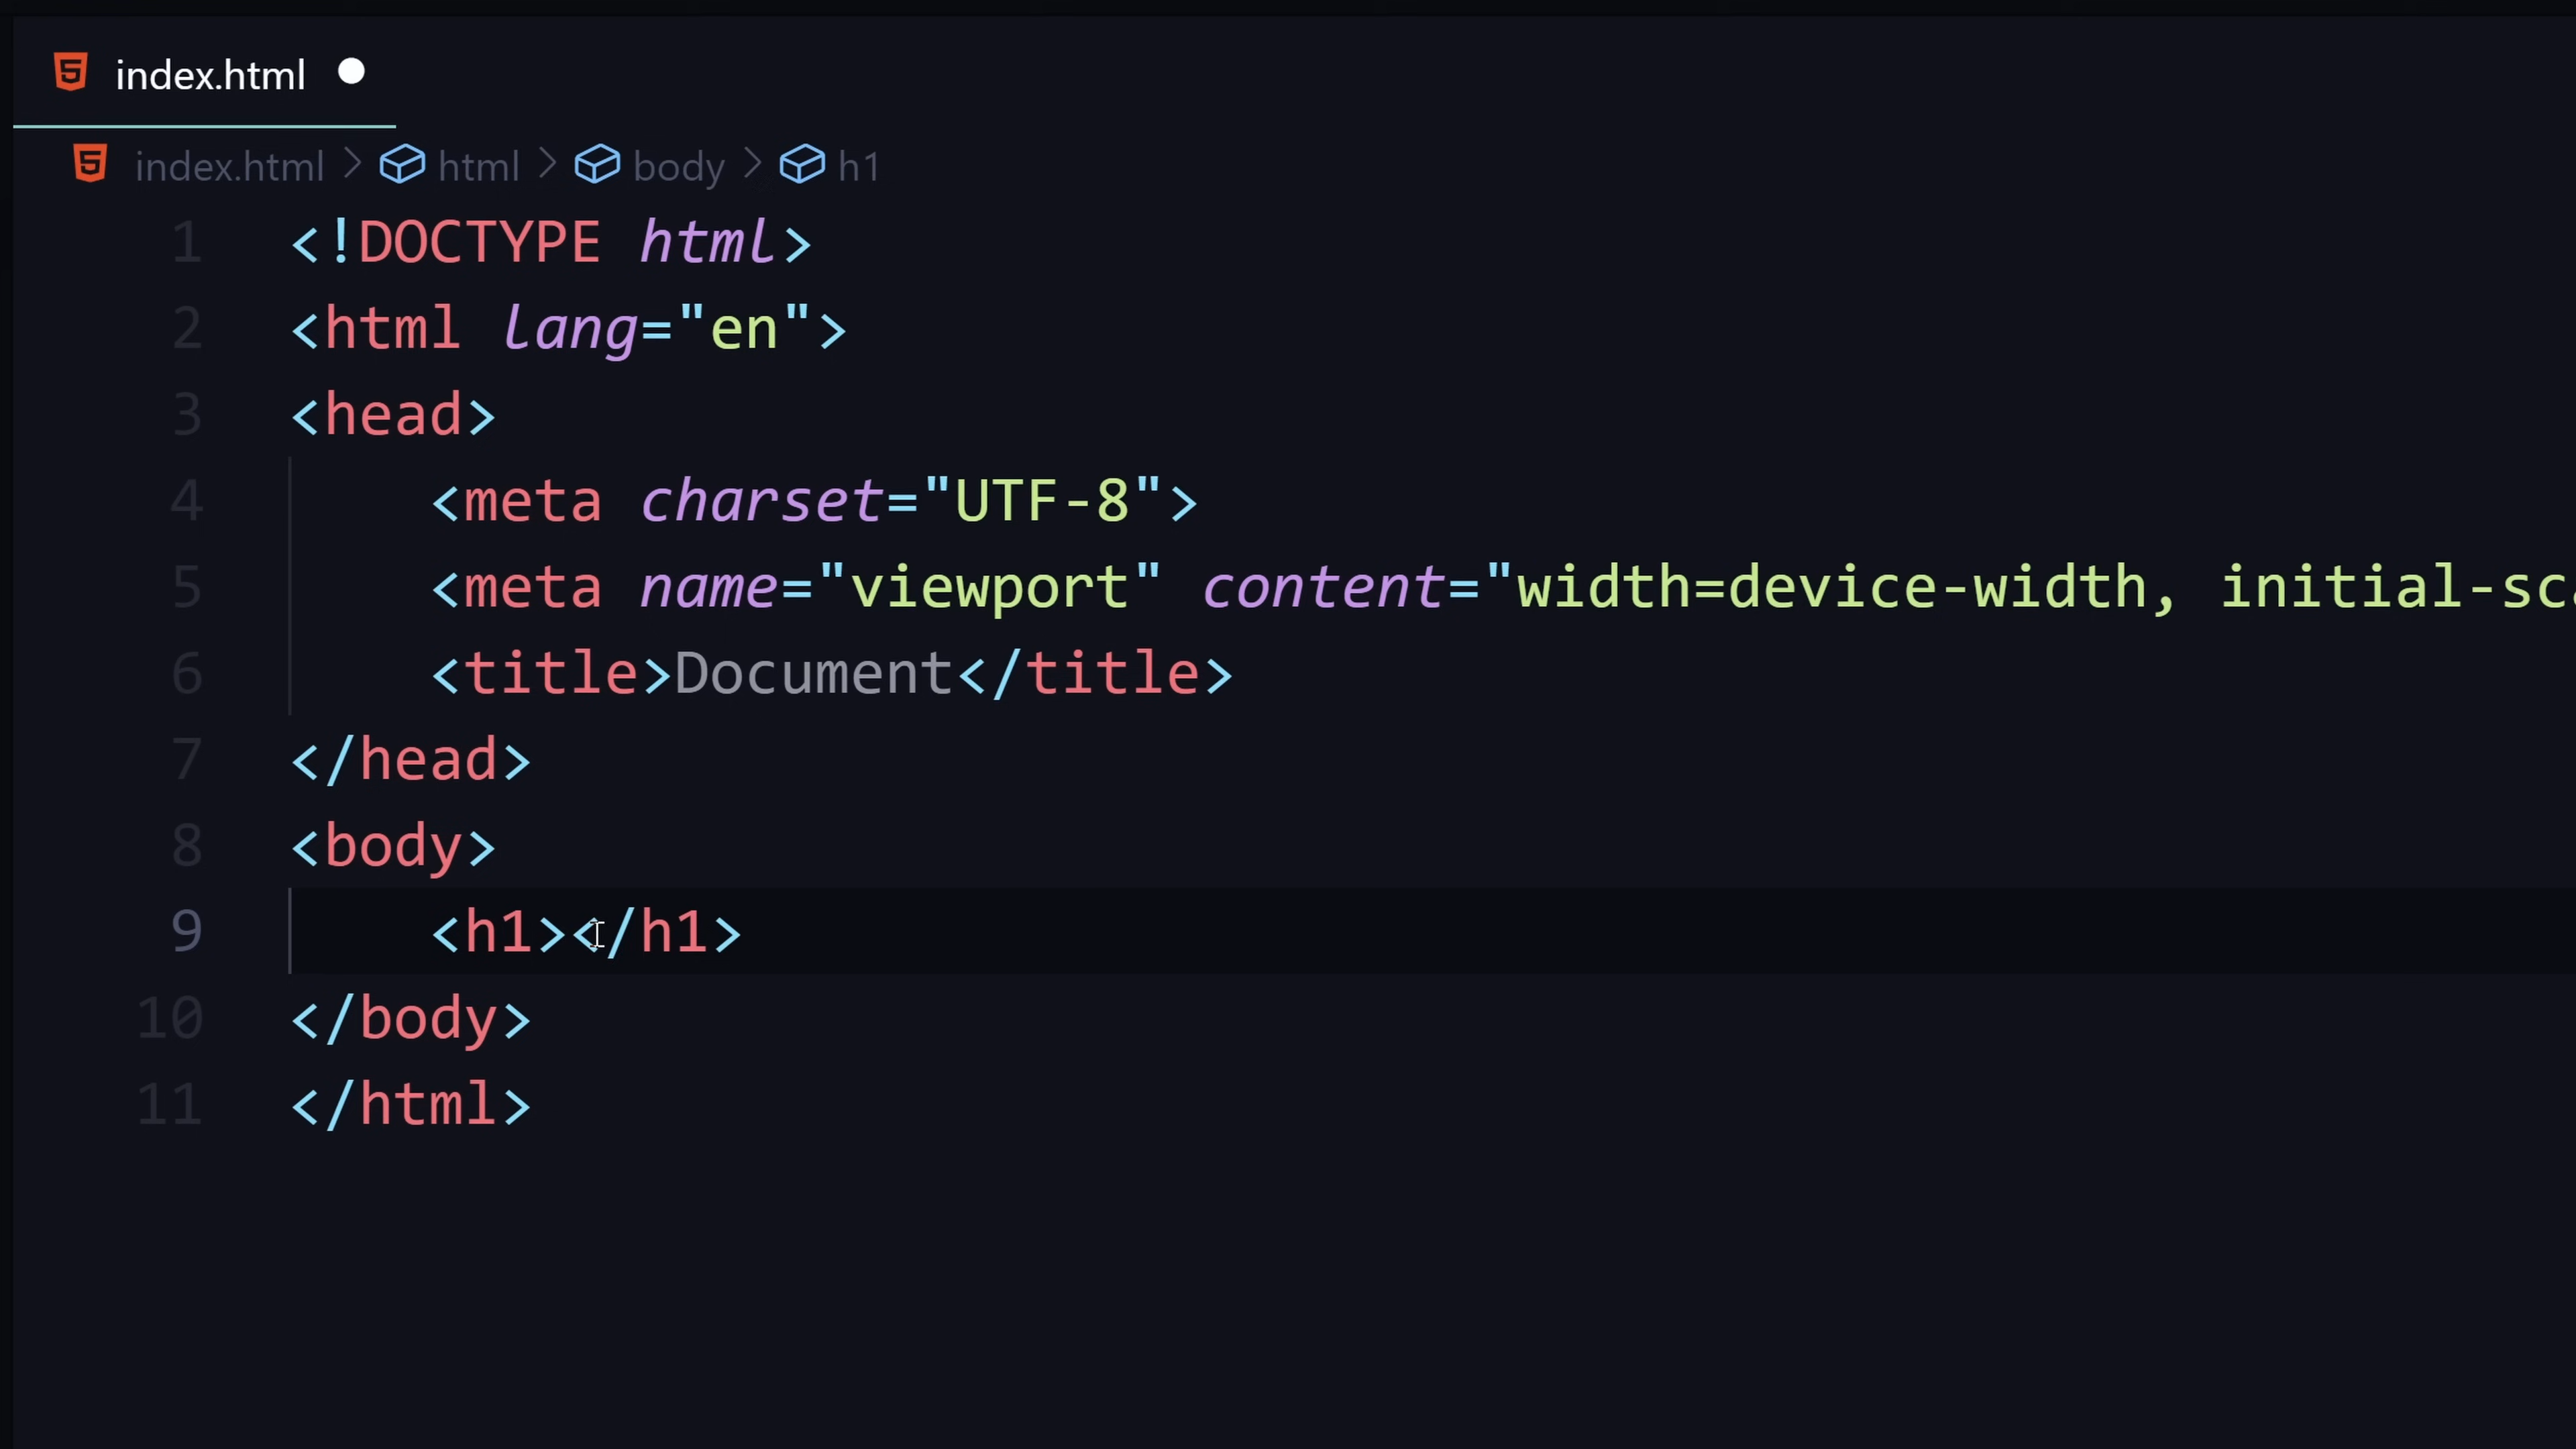 index.html
index.html > html > body > h1
1 <!DOCTYPE html>
2 <html lang="en">
3 <head>
4     <meta charset="UTF-8">
5     <meta name="viewport" content="width=device-width, initial-sc
6     <title>Document</title>
7 </head>
8 <body>
9     <h1></h1>
10 </body>
11 </html>